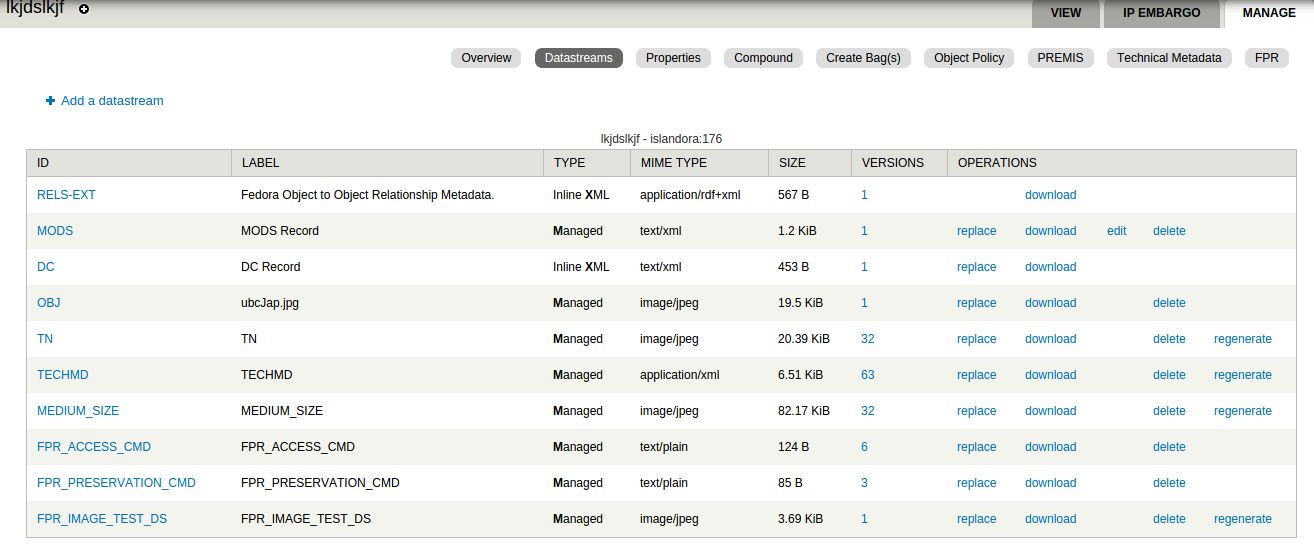 lkjdslkjf
VIEW IP EMBARGO MANAGE
Overview Datastreams Properties Compound Create Bag(s) Object Policy PREMIS Technical Metadata FPR
Add a datastream
lkjdslkjf - islandora:176
ID LABEL TYPE MIME TYPE SIZE VERSIONS OPERATIONS
RELS-EXT Fedora Object to Object Relationship Metadata. Inline XML application/rdf+xml 567 B 1 download
MODS MODS Record Managed text/xml 1.2 KiB 1 replace download edit delete
DC DC Record Inline XML text/xml 453 B 1 replace download
OBJ ubcJap.jpg Managed image/jpeg 19.5 KiB 1 replace download delete
TN TN Managed image/jpeg 20.39 KiB 32 replace download delete regenerate
TECHMD TECHMD Managed application/xml 6.51 KiB 63 replace download delete regenerate
MEDIUM_SIZE MEDIUM_SIZE Managed image/jpeg 82.17 KiB 32 replace download delete regenerate
FPR_ACCESS_CMD FPR_ACCESS_CMD Managed text/plain 124 B 6 replace download delete
FPR_PRESERVATION_CMD FPR_PRESERVATION_CMD Managed text/plain 85 B 3 replace download delete
FPR_IMAGE_TEST_DS FPR_IMAGE_TEST_DS Managed image/jpeg 3.69 KiB 1 replace download delete regenerate